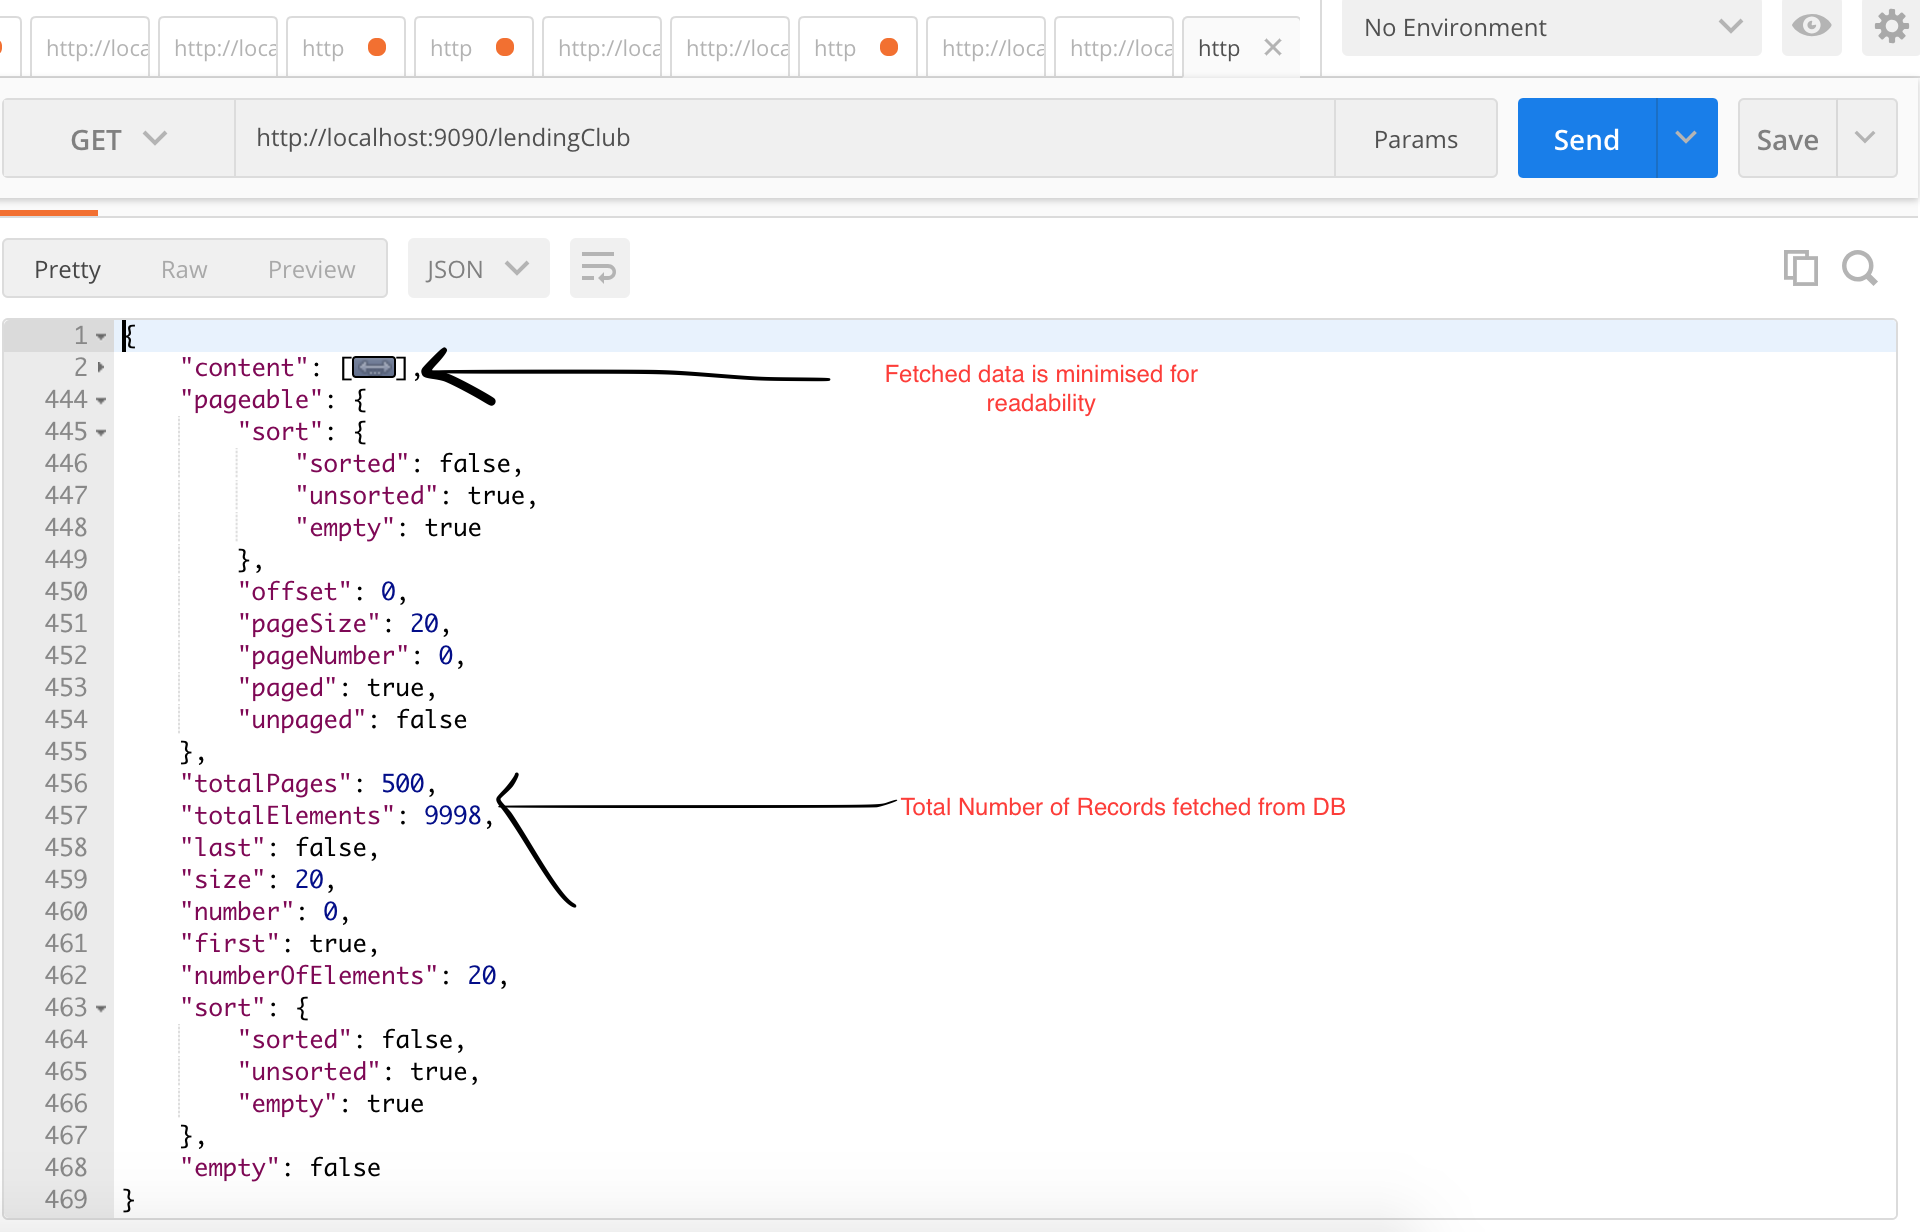 http://loca http://loca http http http://loca http://loca http http://loca http://loca http No Environment
GET http://localhost:9090/lendingClub Params Send Save
Pretty Raw Preview JSON
1 {
2 "content": [↔],
Fetched data is minimised for
readability
444 "pageable": {
445 "sort": {
446 "sorted": false,
447 "unsorted": true,
448 "empty": true
449 },
450 "offset": 0,
451 "pageSize": 20,
452 "pageNumber": 0,
453 "paged": true,
454 "unpaged": false
455 },
456 "totalPages": 500,
457 "totalElements": 9998,
Total Number of Records fetched from DB
458 "last": false,
459 "size": 20,
460 "number": 0,
461 "first": true,
462 "numberOfElements": 20,
463 "sort": {
464 "sorted": false,
465 "unsorted": true,
466 "empty": true
467 },
468 "empty": false
469 }